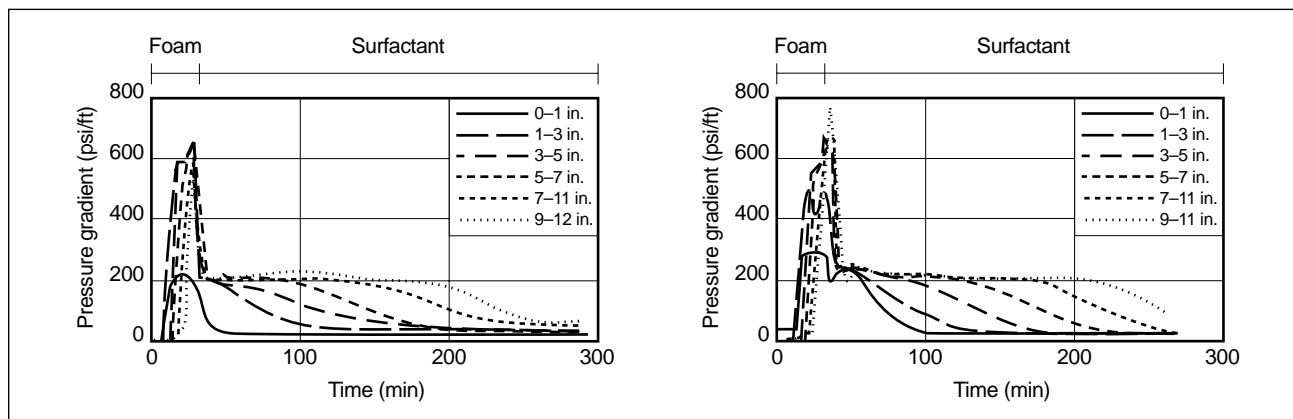 Foam Surfactant
800
600
400
200
0
Pressure gradient (psi/ft)
0–1 in.
1–3 in.
3–5 in.
5–7 in.
7–11 in.
9–12 in.
0 100 200 300
Time (min)
Foam Surfactant
800
600
400
200
0
Pressure gradient (psi/ft)
0–1 in.
1–3 in.
3–5 in.
5–7 in.
7–11 in.
9–11 in.
0 100 200 300
Time (min)